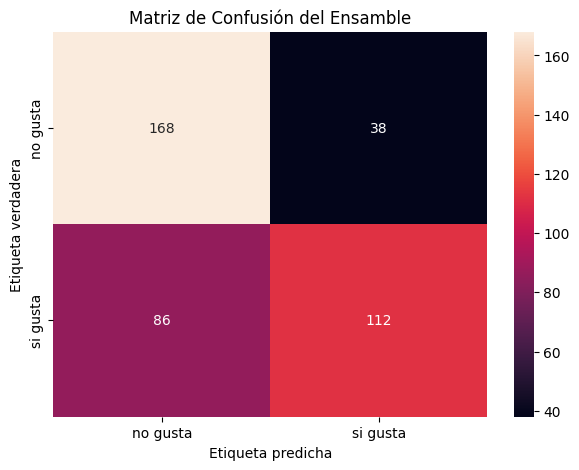 Matriz de Confusión del Ensamble
no gusta
si gusta
Etiqueta verdadera
168
38
86
112
no gusta
si gusta
Etiqueta predicha
160
140
120
100
80
60
40